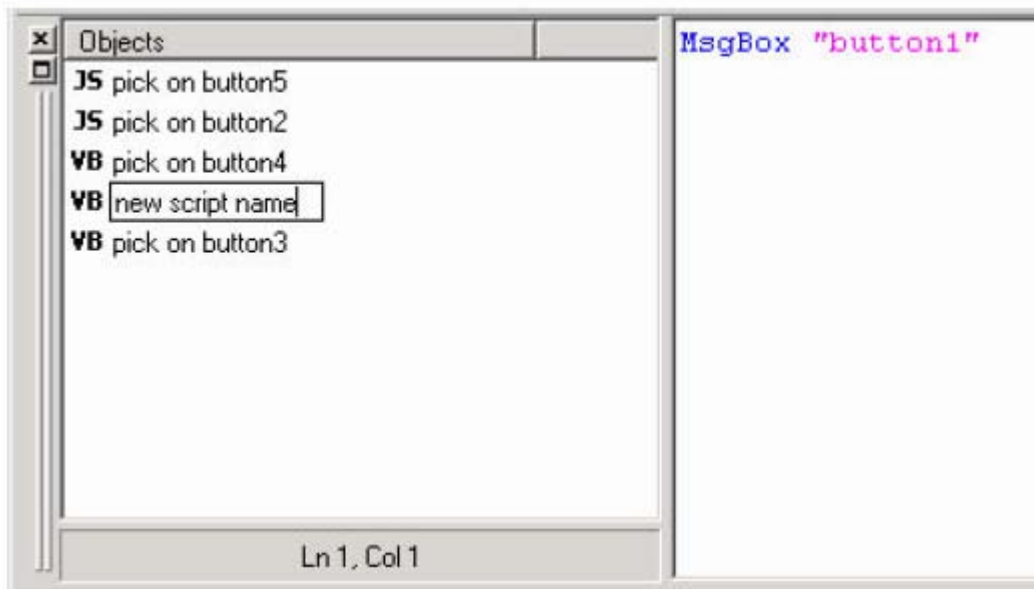 Objects
JS pick on button5
JS pick on button2
VB pick on button4
VB new script name
VB pick on button3
Ln 1, Col 1
MsgBox "button1"